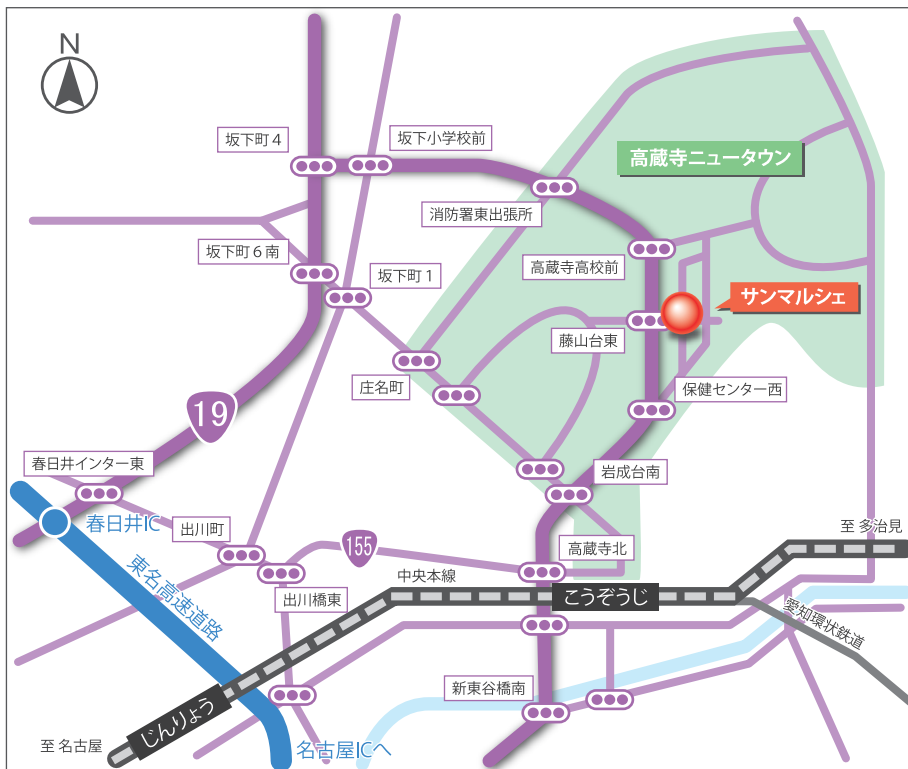 N
坂下町4
坂下小学校前
高蔵寺ニュータウン
消防署東出張所
坂下町6南
坂下町1
高蔵寺高校前
サンマルシェ
藤山台東
庄名町
保健センター西
19
春日井インター東
岩成台南
春日井IC
出川町
155
高蔵寺北
至 多治見
中央本線
出川橋東
こうぞうじ
東名高速道路
愛知環状鉄道
新東谷橋南
じんりょう
至 名古屋
名古屋ICへ